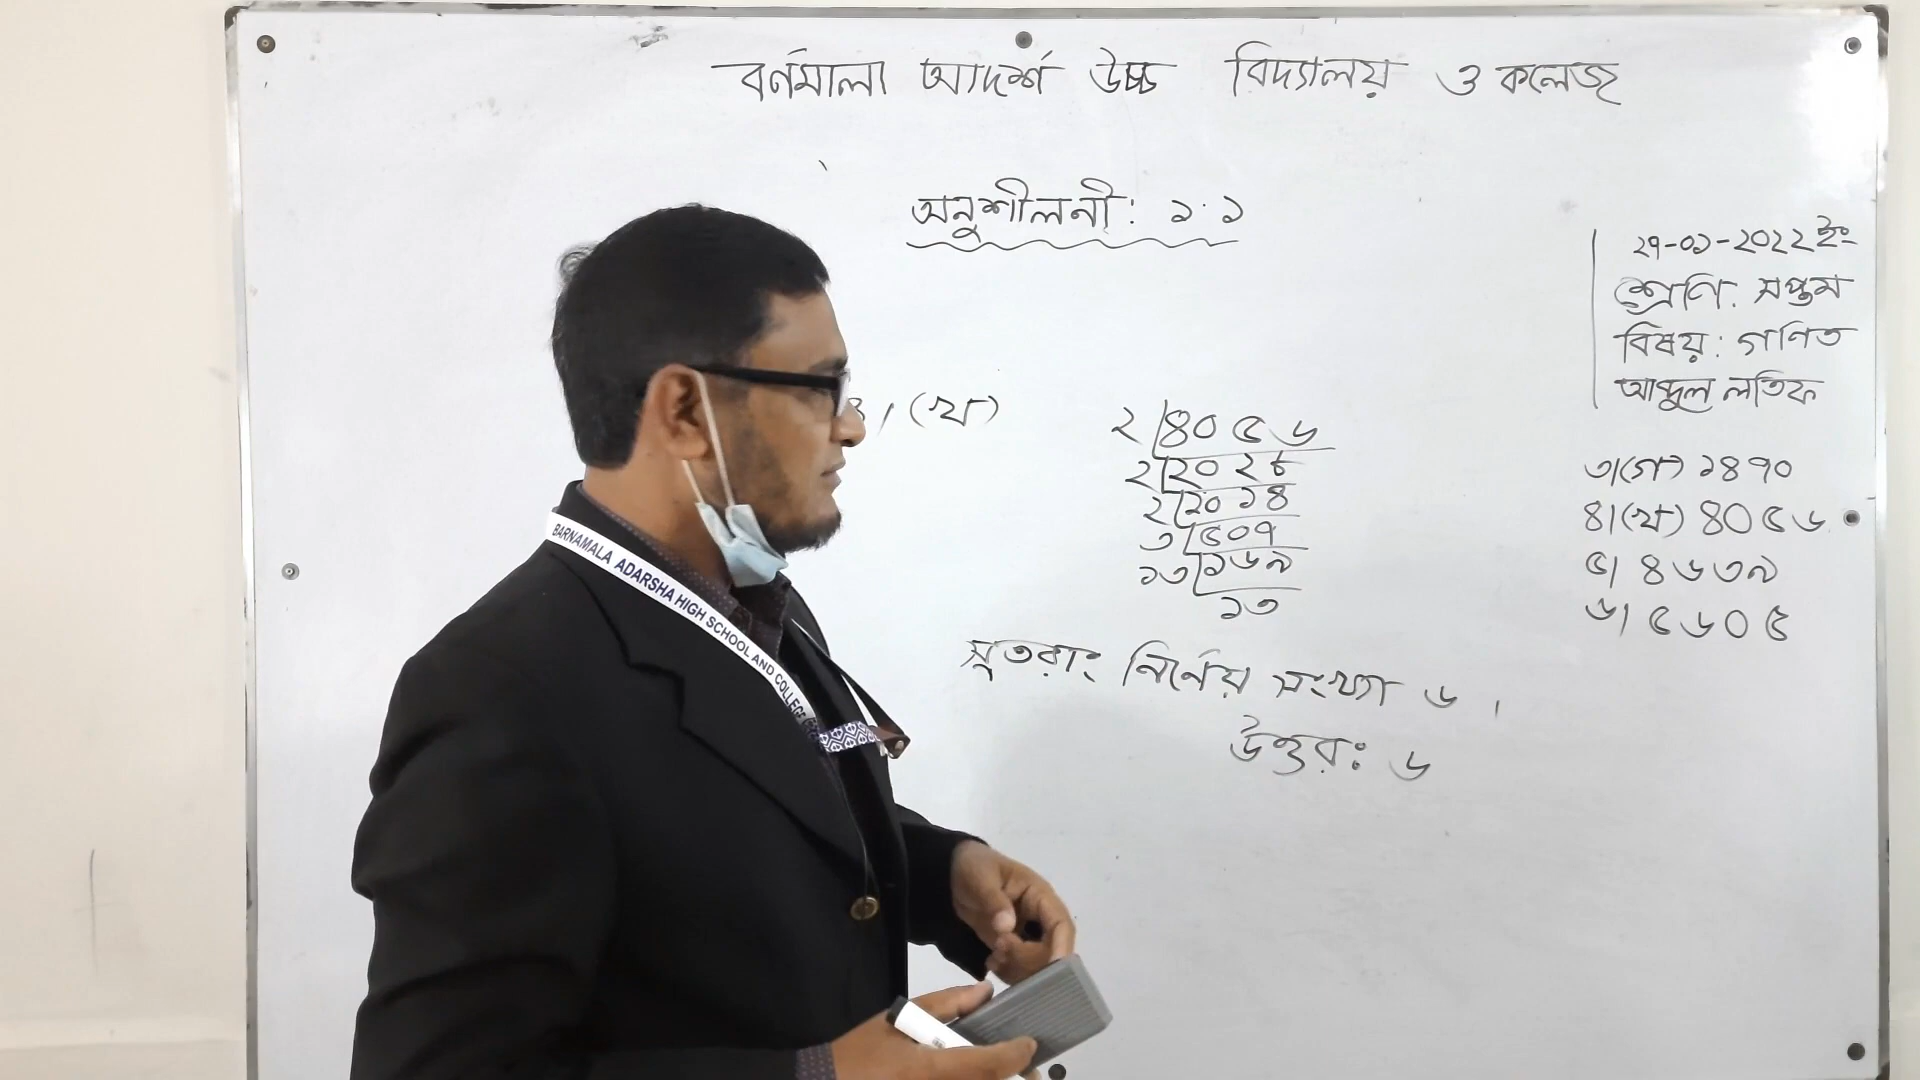 বর্ণমালা আদর্শ উচ্চ বিদ্যালয় ও কলেজ
অনুশীলনী: ১.১
২৭-০১-২০২২ ইং
শ্রেণি: সপ্তম
বিষয়: গণিত
আব্দুল লতিফ
৪। (খ)
২ ৪০৫৬
২ ২০২৮
২ ১০১৪
৩ ৫০৭
১৩ ১৬৯
১৩
সুতরাং নির্ণেয় সংখ্যা ৬।
উত্তর: ৬
৩।(গ) ১৪৭০
৪।(খ) ৪০৫৬
৫। ৪৬৩৯
৬। ৫৬০৫
BARNAMALA ADARSHA HIGH SCHOOL AND COLLEGE